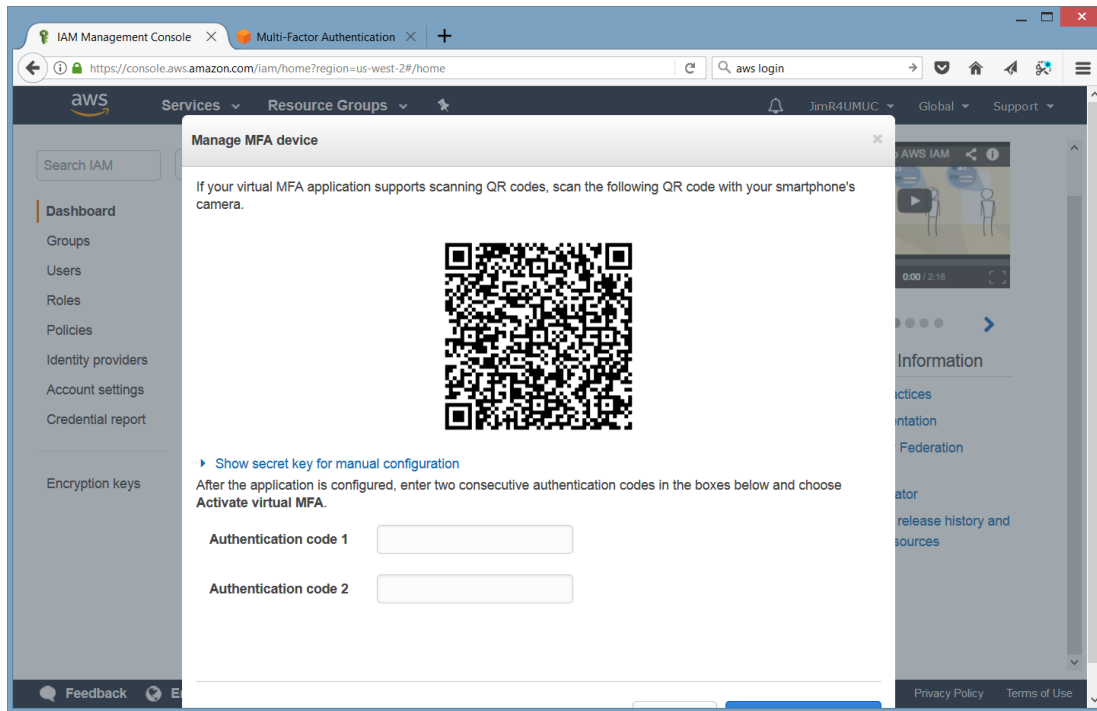 IAM Management Console
Multi-Factor Authentication
https://console.aws.amazon.com/iam/home?region=us-west-2#/home
aws login
aws
Services
Resource Groups
JimR4UMUC
Global
Support
Manage MFA device
AWS IAM
Search IAM
If your virtual MFA application supports scanning QR codes, scan the following QR code with your smartphone's
camera.
Dashboard
Groups
Users
0:00 / 2:16
Roles
Policies
Identity providers
Information
Account settings
actices
Credential report
entation
Federation
Show secret key for manual configuration
Encryption keys
After the application is configured, enter two consecutive authentication codes in the boxes below and choose
Activate virtual MFA.
ator
release history and
sources
Authentication code 1
Authentication code 2
Feedback
Privacy Policy
Terms of Use